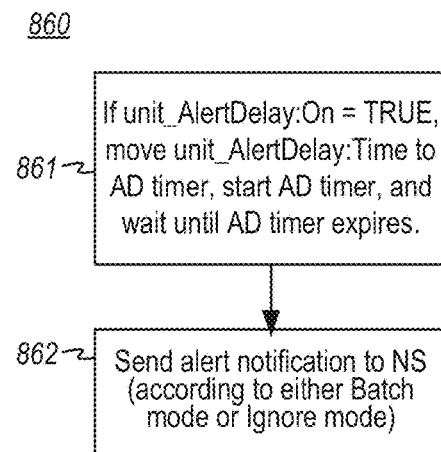 860
If unit_AlertDelay:On = TRUE,
move unit_AlertDelay:Time to
AD timer, start AD timer, and
wait until AD timer expires.
861
862
Send alert notification to NS
(according to either Batch
mode or Ignore mode)